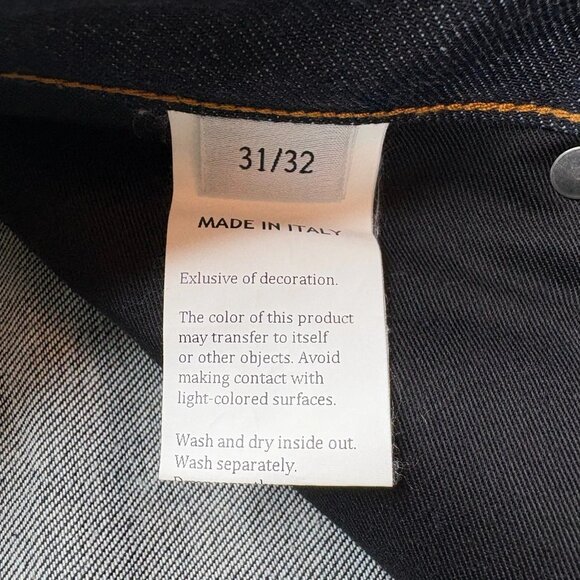 31/32
MADE IN ITALY
Exlusive of decoration.
The color of this product
may transfer to itself
or other objects. Avoid
making contact with
light-colored surfaces.
Wash and dry inside out.
Wash separately.